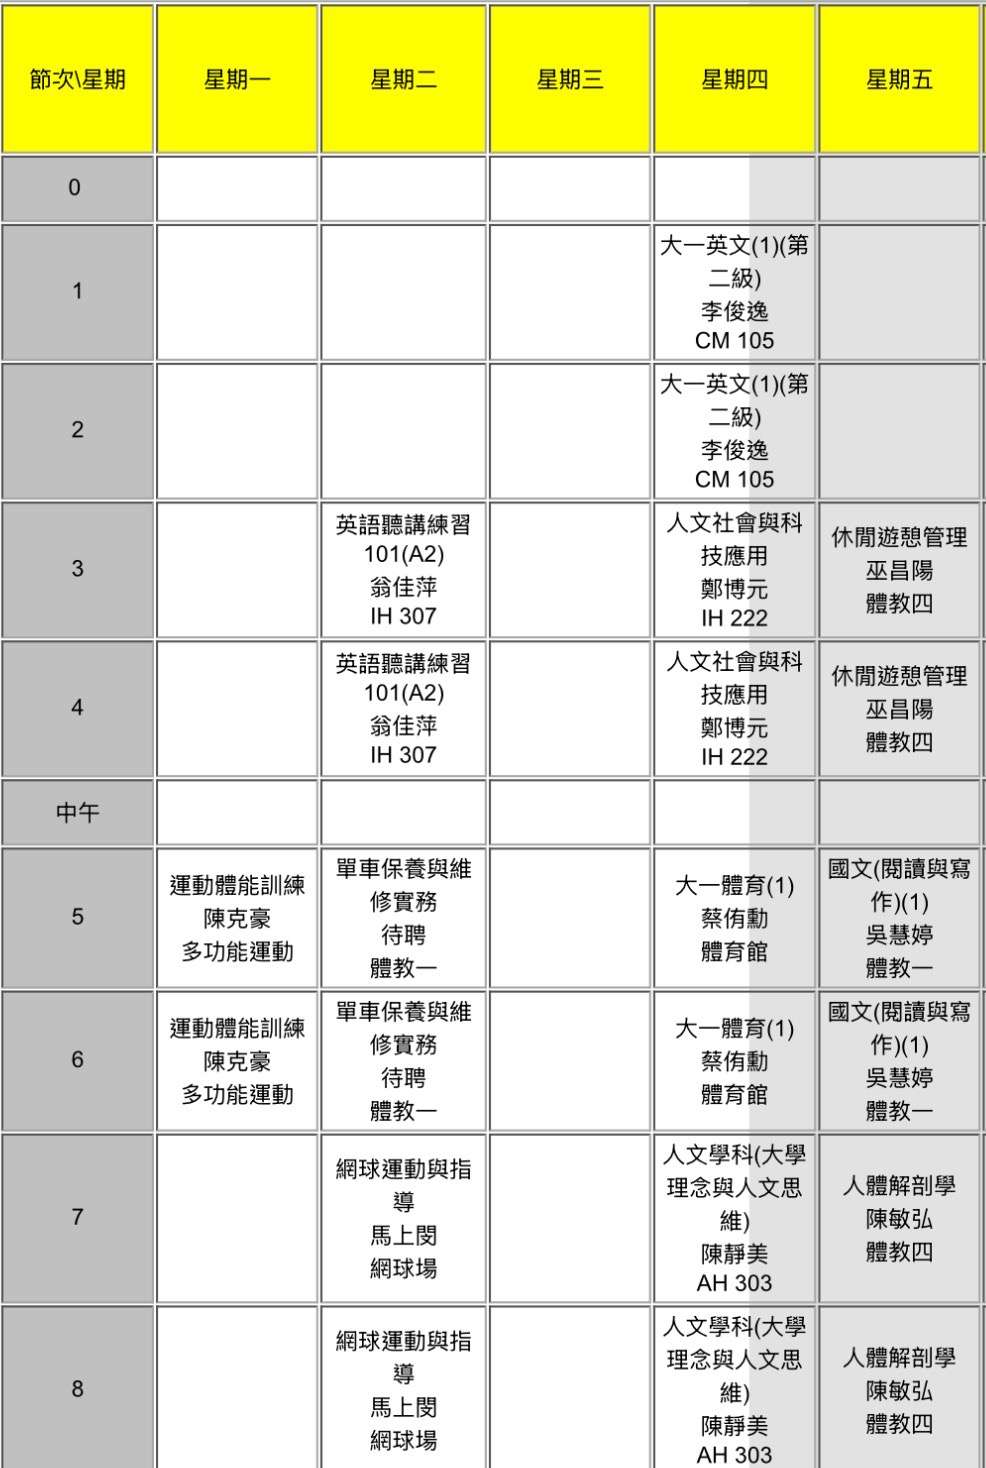 節次\星期 星期一 星期二 星期三 星期四 星期五
0
1
大一英文(1)(第
二級)
李俊逸
CM 105
2
大一英文(1)(第
二級)
李俊逸
CM 105
3
英語聽講練習
101(A2)
翁佳萍
IH 307
人文社會與科
技應用
鄭博元
IH 222
休閒遊憩管理
巫昌陽
體教四
4
英語聽講練習
101(A2)
翁佳萍
IH 307
人文社會與科
技應用
鄭博元
IH 222
休閒遊憩管理
巫昌陽
體教四
中午
5
運動體能訓練
陳克豪
多功能運動
單車保養與維
修實務
待聘
體教一
大一體育(1)
蔡侑勳
體育館
國文(閱讀與寫
作)(1)
吳慧婷
體教一
6
運動體能訓練
陳克豪
多功能運動
單車保養與維
修實務
待聘
體教一
大一體育(1)
蔡侑勳
體育館
國文(閱讀與寫
作)(1)
吳慧婷
體教一
7
網球運動與指
導
馬上閔
網球場
人文學科(大學
理念與人文思
維)
陳靜美
AH 303
人體解剖學
陳敏弘
體教四
8
網球運動與指
導
馬上閔
網球場
人文學科(大學
理念與人文思
維)
陳靜美
AH 303
人體解剖學
陳敏弘
體教四